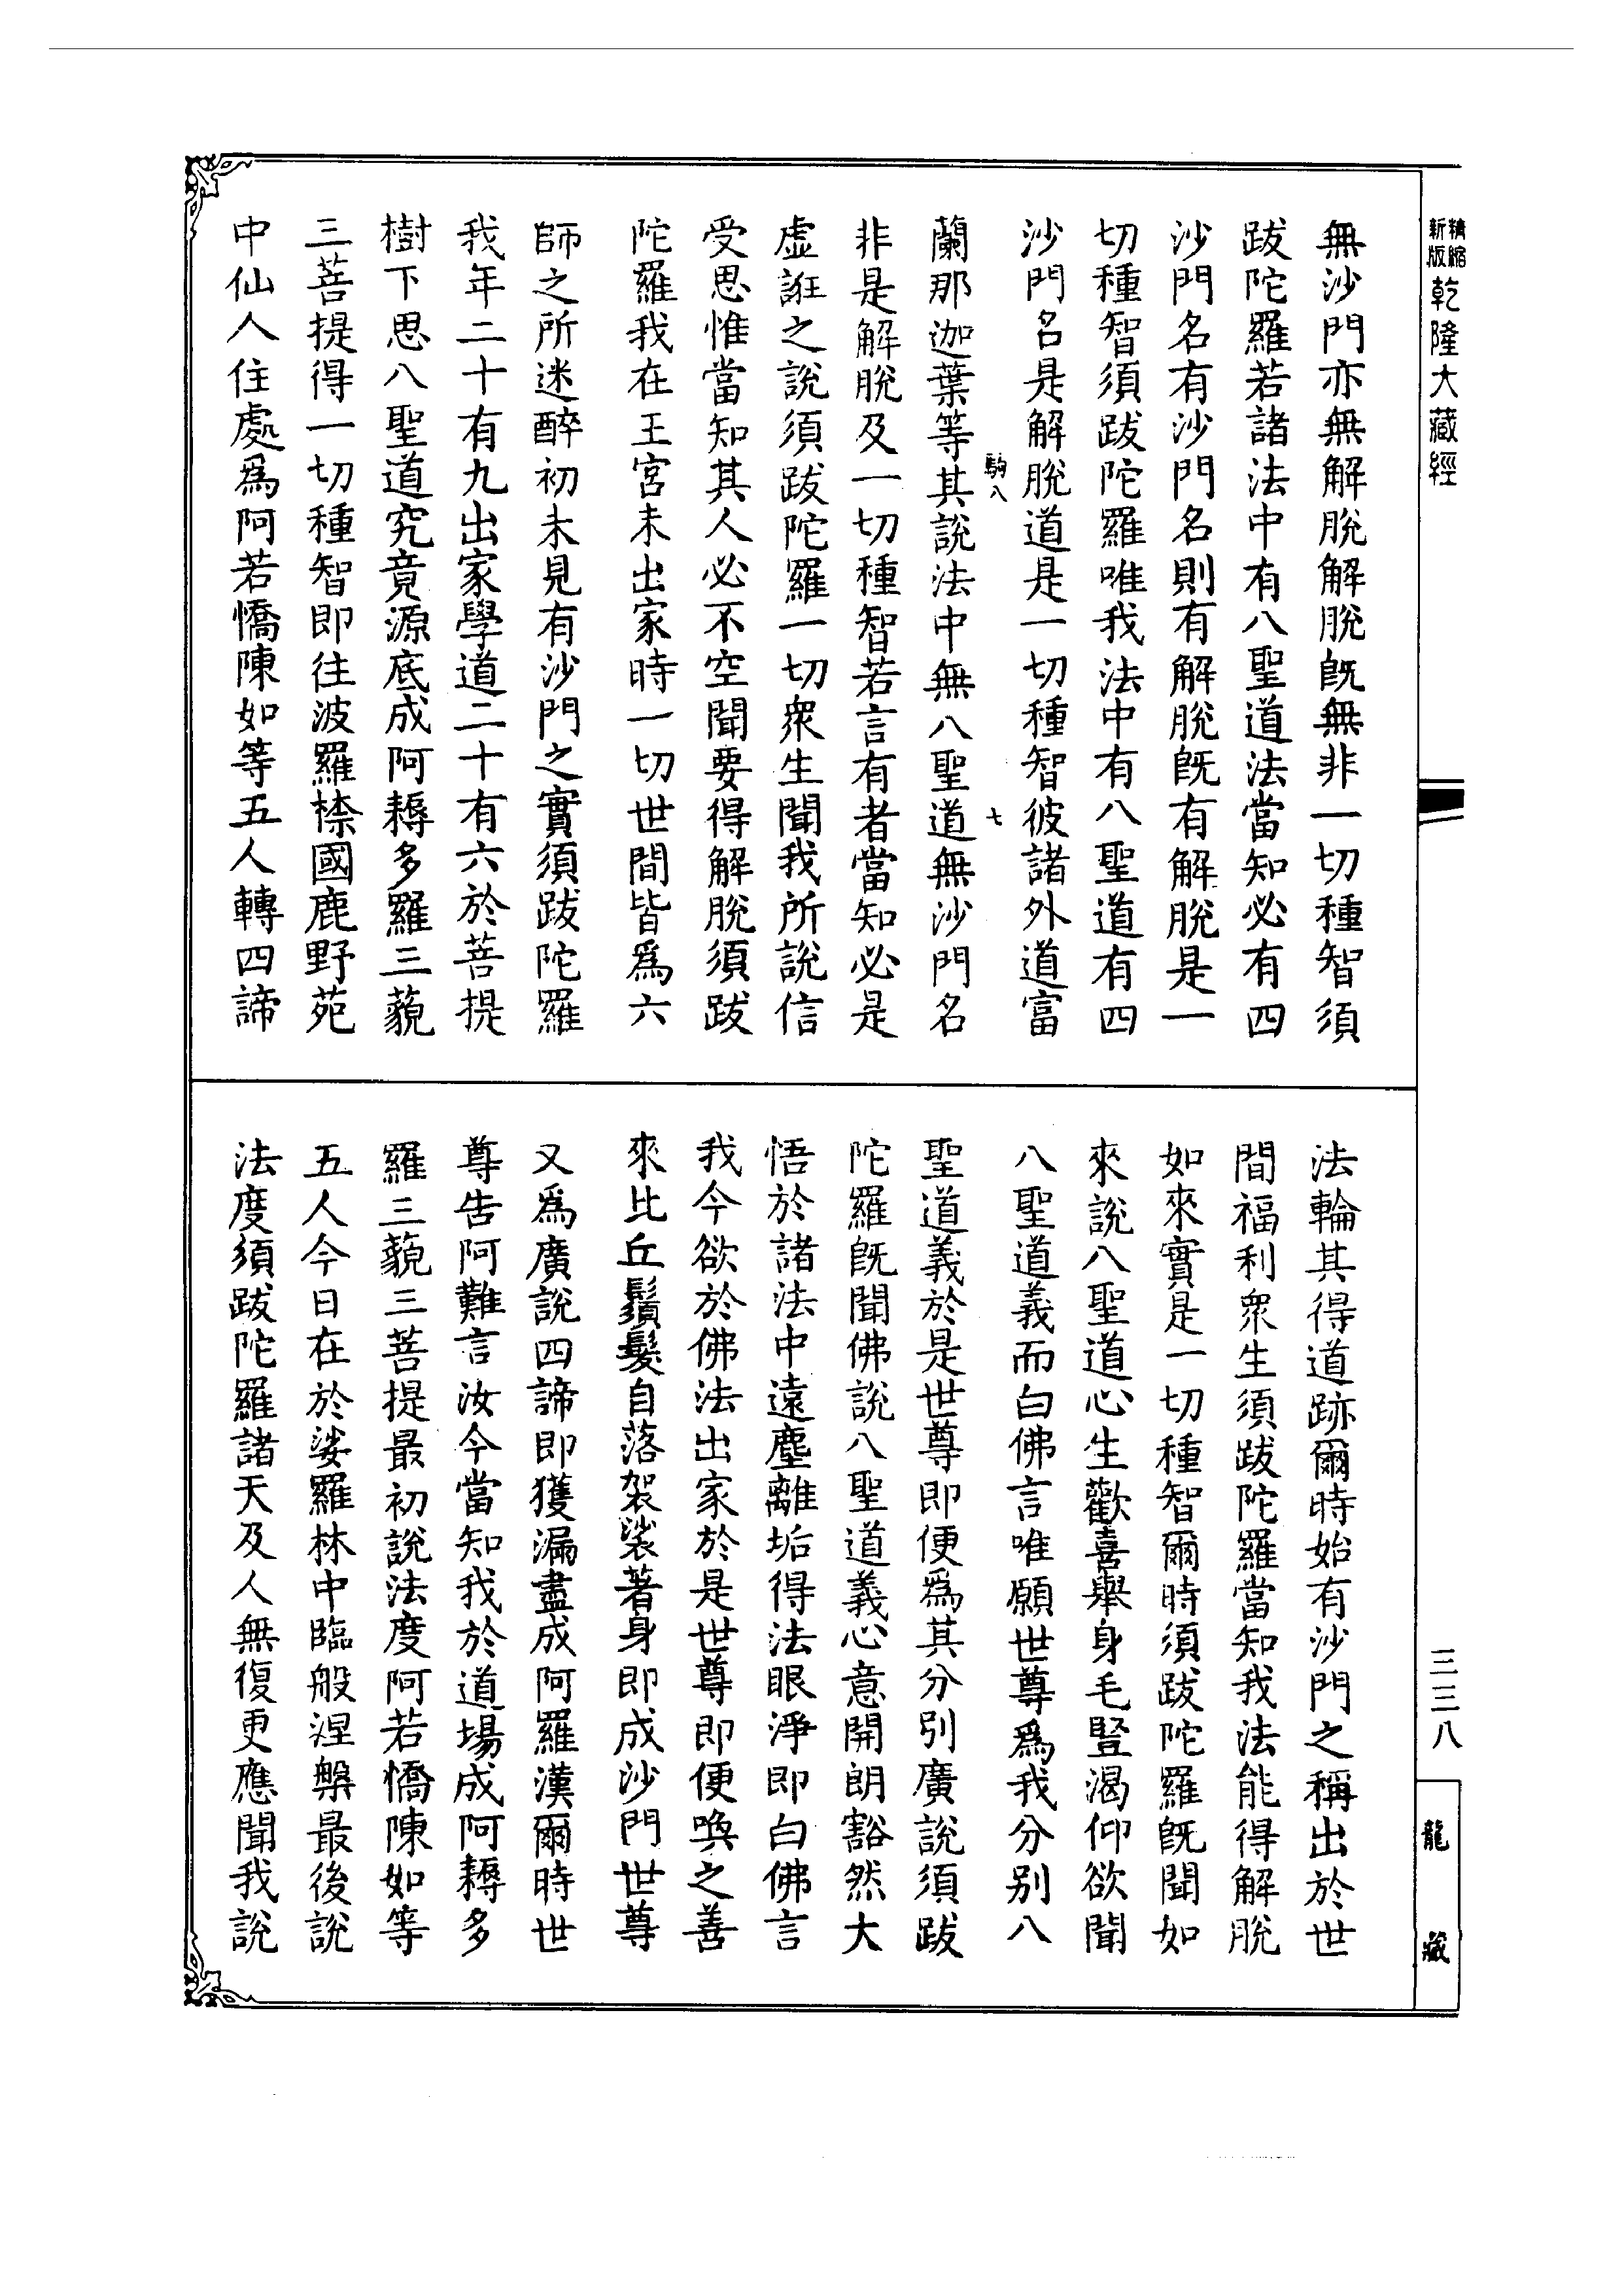 精縮新版乾隆大藏經
無沙門亦無解脫解脫旣無非一切種智須
跋陀羅若諸法中有八聖道法當知必有四
沙門名有沙門名則有解脫旣有解脫是一
切種智須跋陀羅唯我法中有八聖道有四
沙門名是解脫道是一切種智彼諸外道富
駒八 七
蘭那迦葉等其說法中無八聖道無沙門名
非是解脫及一切種智若言有者當知必是
虛誑之說須跋陀羅一切衆生聞我所說信
受思惟當知其人必不空聞要得解脫須跋
陀羅我在王宮未出家時一切世間皆爲六
師之所迷醉初未見有沙門之實須跋陀羅
我年二十有九出家學道二十有六於菩提
樹下思八聖道究竟源底成阿耨多羅三藐
三菩提得一切種智即往波羅㮈國鹿野苑
中仙人住處爲阿若憍陳如等五人轉四諦
法輪其得道跡爾時始有沙門之稱出於世
間福利衆生須跋陀羅當知我法能得解脫
如來實是一切種智爾時須跋陀羅旣聞如
來說八聖道心生歡喜舉身毛豎渴仰欲聞
八聖道義而白佛言唯願世尊爲我分別八
聖道義於是世尊即便爲其分別廣說須跋
陀羅旣聞佛說八聖道義心意開朗豁然大
悟於諸法中遠塵離垢得法眼淨即白佛言
我今欲於佛法出家於是世尊即便喚之善
來比丘鬚髮自落袈裟著身即成沙門世尊
又爲廣說四諦即獲漏盡成阿羅漢爾時世
尊告阿難言汝今當知我於道場成阿耨多
羅三藐三菩提最初說法度阿若憍陳如等
五人今日在於娑羅林中臨般涅槃最後說
法度須跋陀羅諸天及人無復更應聞我說
三三八
龍藏